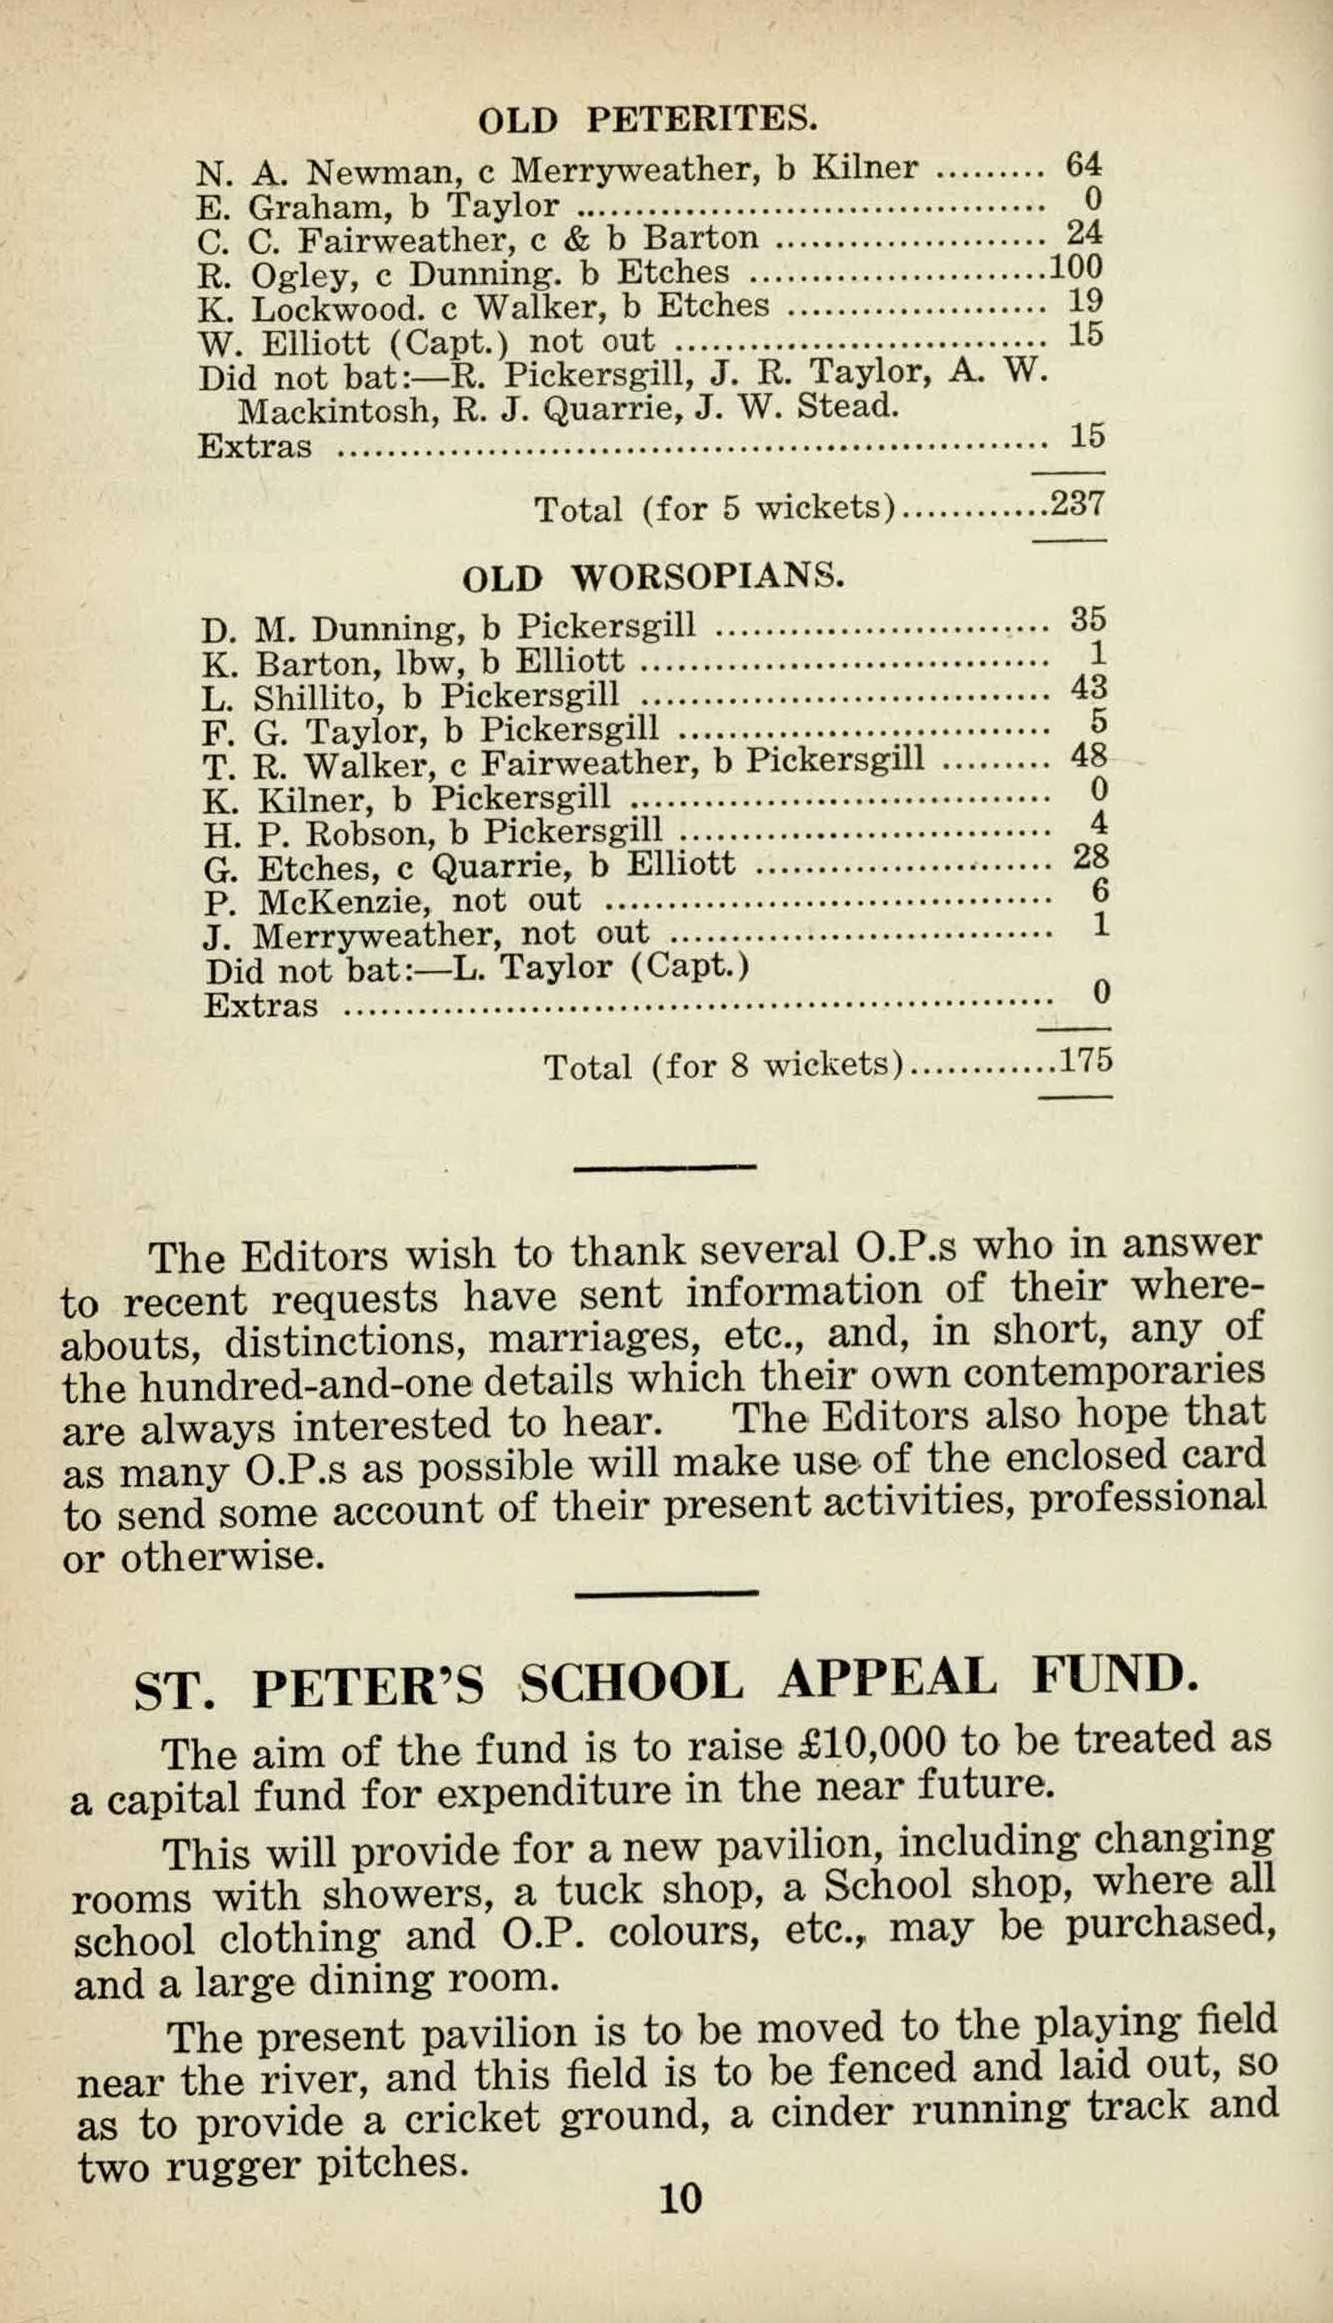 OLD PETERITES.
N. A. Newman, c Merryweather, b Kilner ......... 64
E. Graham, b Taylor ...................................... 0
C. C. Fairweather, c & b Barton ...................... 24
R. Ogley, c Dunning. b Etches ........................100
K. Lockwood. c Walker, b Etches ..................... 19
W. Elliott (Capt.) not out .............................. 15
Did not bat:—R. Pickersgill, J. R. Taylor, A. W.
Mackintosh, R. J. Quarrie, J. W. Stead.
Extras ......................................................... 15
Total (for 5 wickets)............237
OLD WORSOPIANS.
D. M. Dunning, b Pickersgill ........................... 35
K. Barton, lbw, b Elliott ................................. 1
L. Shillito, b Pickersgill ................................. 43
F. G. Taylor, b Pickersgill .............................. 5
T. R. Walker, c Fairweather, b Pickersgill ......... 48
K. Kilner, b Pickersgill .................................. 0
H. P. Robson, b Pickersgill .............................. 4
G. Etches, c Quarrie, b Elliott ........................ 28
P. McKenzie, not out .................................... 6
J. Merryweather, not out ............................... 1
Did not bat:—L. Taylor (Capt.)
Extras ......................................................... 0
Total (for 8 wickets)............175
The Editors wish to thank several O.P.s who in answer
to recent requests have sent information of their where-
abouts, distinctions, marriages, etc., and, in short, any of
the hundred-and-one details which their own contemporaries
are always interested to hear. The Editors also hope that
as many O.P.s as possible will make use of the enclosed card
to send some account of their present activities, professional
or otherwise.
ST. PETER'S SCHOOL APPEAL FUND.
The aim of the fund is to raise £10,000 to be treated as
a capital fund for expenditure in the near future.
This will provide for a new pavilion, including changing
rooms with showers, a tuck shop, a School shop, where all
school clothing and O.P. colours, etc., may be purchased,
and a large dining room.
The present pavilion is to be moved to the playing field
near the river, and this field is to be fenced and laid out, so
as to provide a cricket ground, a cinder running track and
two rugger pitches.
10